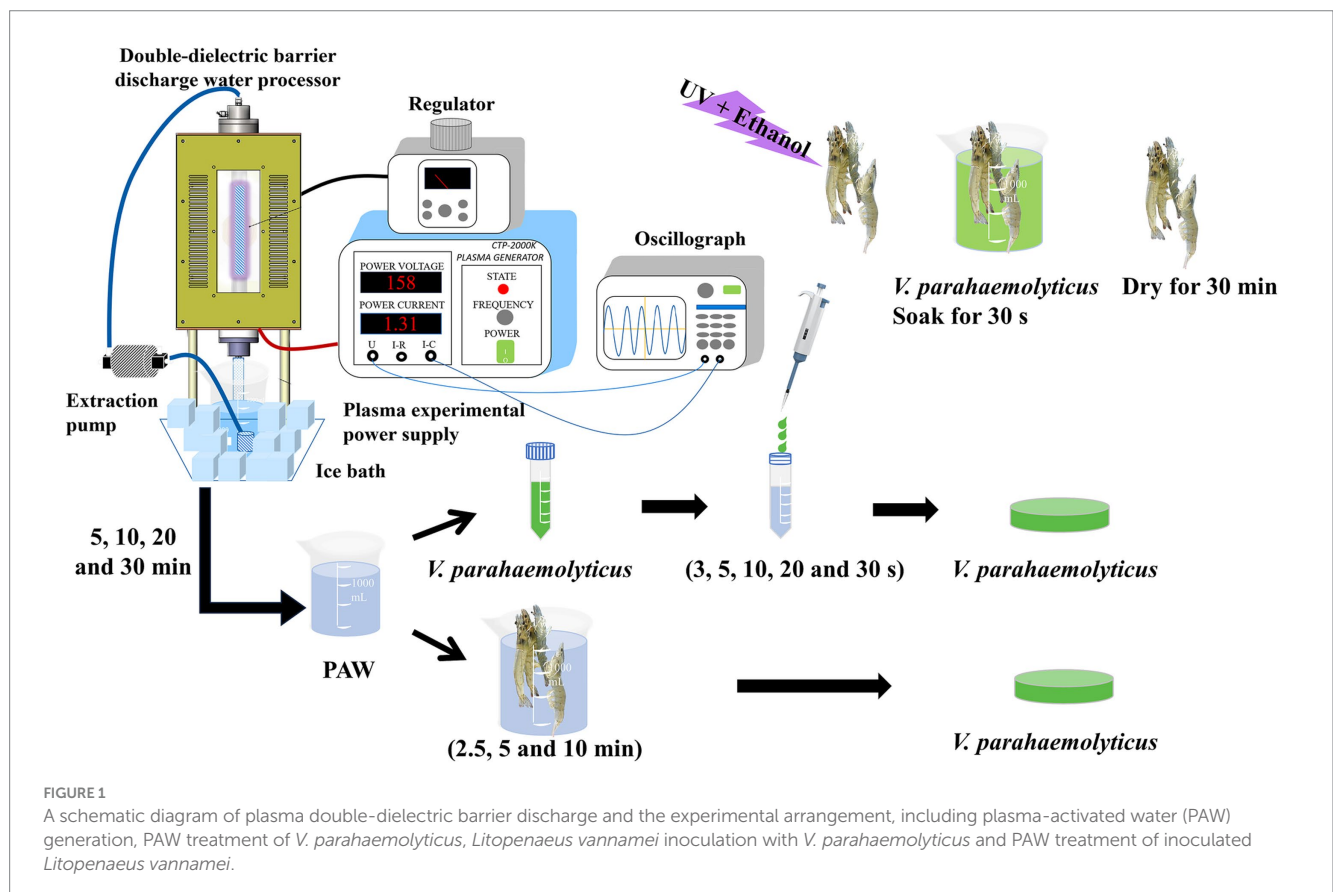 Double-dielectric barrier
discharge water processor
Regulator
CTP-2000K
PLASMA GENERATOR
POWER VOLTAGE
158
POWER CURRENT
1.31
U I-R I-C
STATE
FREQUENCY
POWER
Oscillograph
Extraction
pump
Plasma experimental
power supply
Ice bath
UV + Ethanol
1000
mL
V. parahaemolyticus
Soak for 30 s
Dry for 30 min
5, 10, 20
and 30 min
1000
mL
PAW
V. parahaemolyticus
(3, 5, 10, 20 and 30 s)
V. parahaemolyticus
1000
mL
(2.5, 5 and 10 min)
V. parahaemolyticus
FIGURE 1
A schematic diagram of plasma double-dielectric barrier discharge and the experimental arrangement, including plasma-activated water (PAW)
generation, PAW treatment of V. parahaemolyticus, Litopenaeus vannamei inoculation with V. parahaemolyticus and PAW treatment of inoculated
Litopenaeus vannamei.